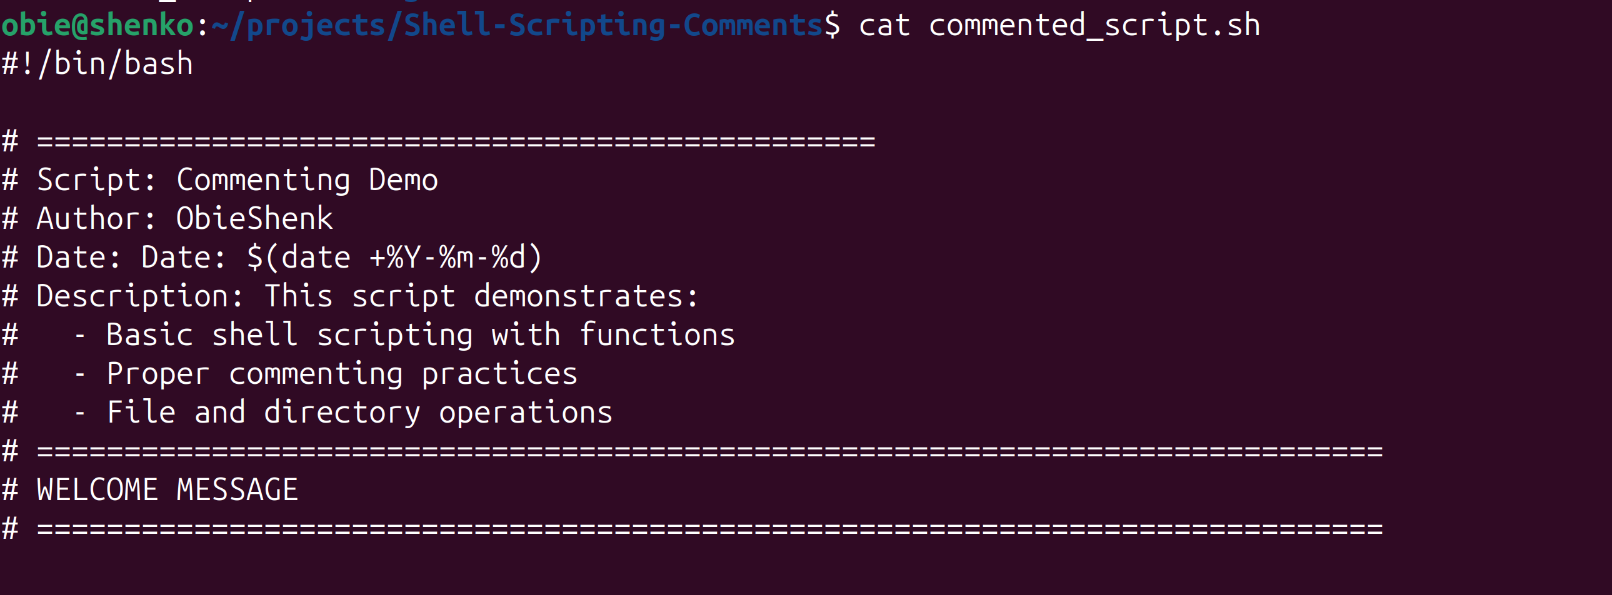 obie@shenko:~/projects/Shell-Scripting-Comments$ cat commented_script.sh
#!/bin/bash
# ================================================
# Script: Commenting Demo
# Author: ObieShenk
# Date: Date: $(date +%Y-%m-%d)
# Description: This script demonstrates:
#   - Basic shell scripting with functions
#   - Proper commenting practices
#   - File and directory operations
# =============================================================================
# WELCOME MESSAGE
# =============================================================================